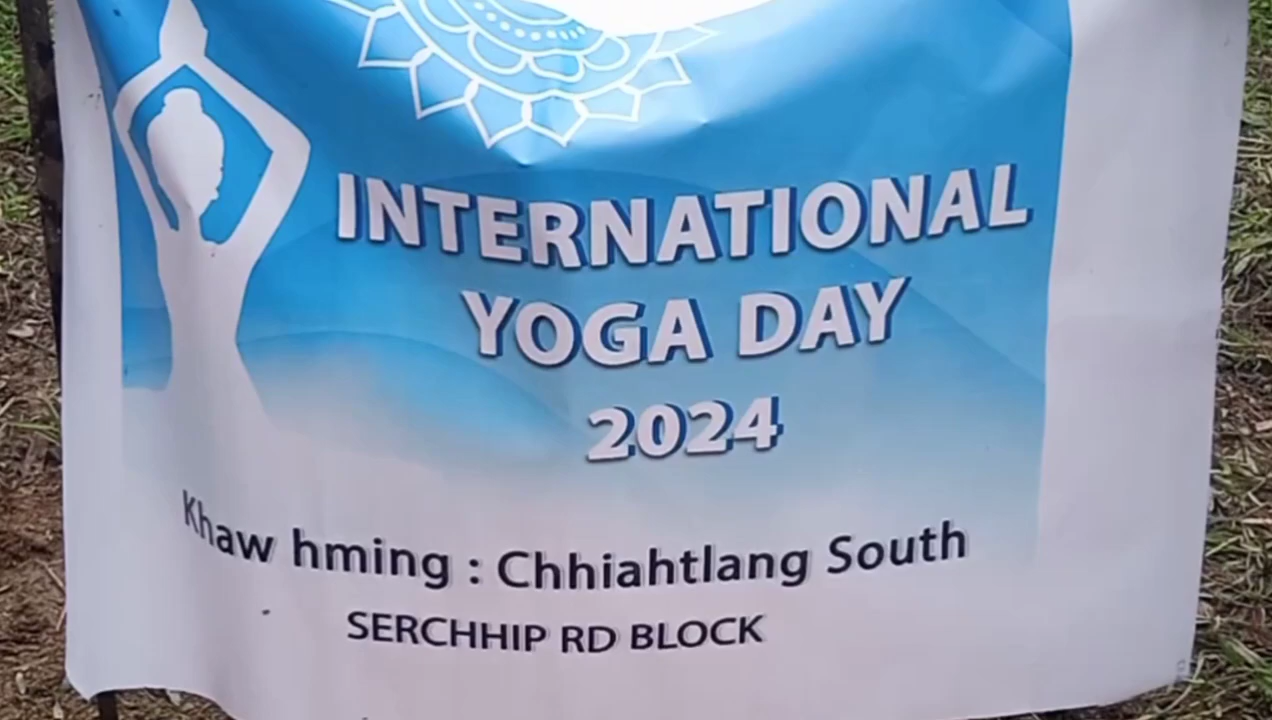 INTERNATIONAL
YOGA DAY
2024
Khaw hming : Chhiahtlang South
SERCHHIP RD BLOCK